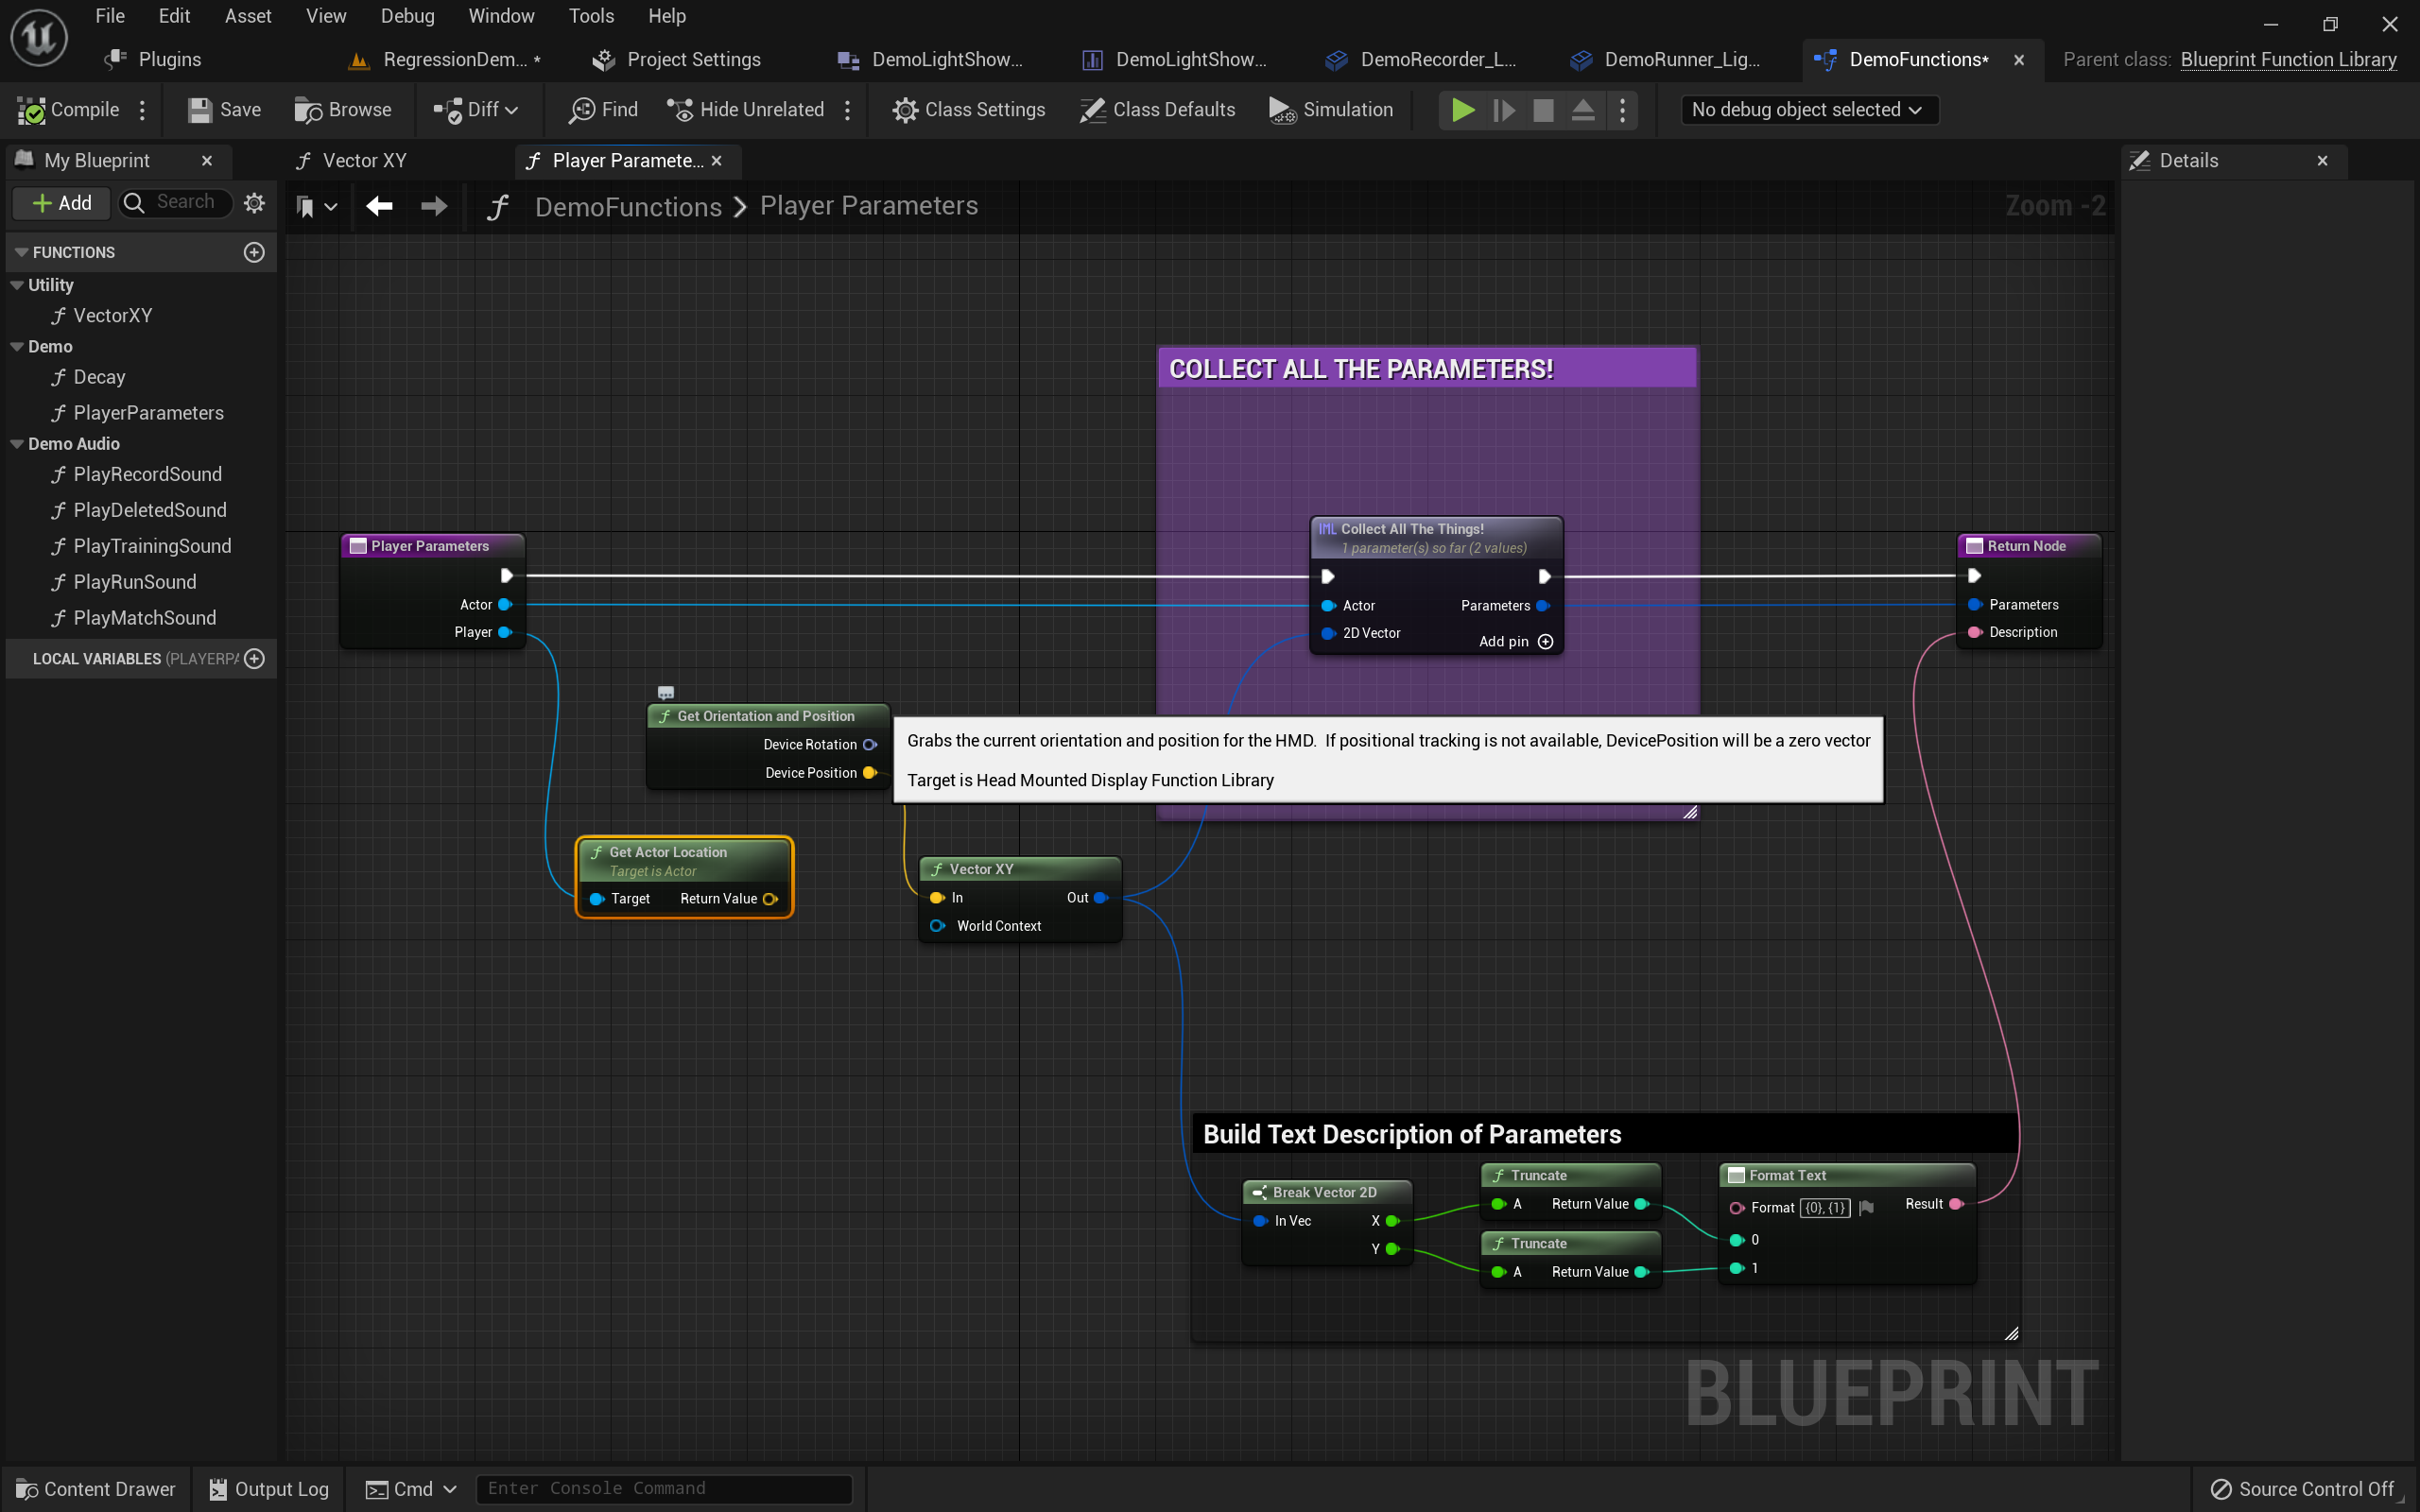 File Edit Asset View Debug Window Tools Help
Plugins RegressionDem... * Project Settings DemoLightShow... DemoLightShow... DemoRecorder_L... DemoRunner_Lig... DemoFunctions* Parent class: Blueprint Function Library
Compile Save Browse Diff Find Hide Unrelated Class Settings Class Defaults Simulation No debug object selected
My Blueprint Vector XY Player Paramete... Details
Add Search DemoFunctions > Player Parameters Zoom -2
FUNCTIONS
Utility
VectorXY
Demo
Decay
PlayerParameters
Demo Audio
PlayRecordSound
PlayDeletedSound
PlayTrainingSound
PlayRunSound
PlayMatchSound
LOCAL VARIABLES (PLAYERPA
COLLECT ALL THE PARAMETERS!
Player Parameters
Actor
Player
IML Collect All The Things!
1 parameter(s) so far (2 values)
Actor Parameters
2D Vector Add pin
Return Node
Parameters
Description
Get Orientation and Position
Device Rotation
Device Position
Grabs the current orientation and position for the HMD. If positional tracking is not available, DevicePosition will be a zero vector
Target is Head Mounted Display Function Library
Get Actor Location
Target is Actor
Target Return Value
Vector XY
In Out
World Context
Build Text Description of Parameters
Break Vector 2D
In Vec X
Y
Truncate
A Return Value
Truncate
A Return Value
Format Text
Format {0}, {1} Result
0
1
BLUEPRINT
Content Drawer Output Log Cmd Enter Console Command Source Control Off